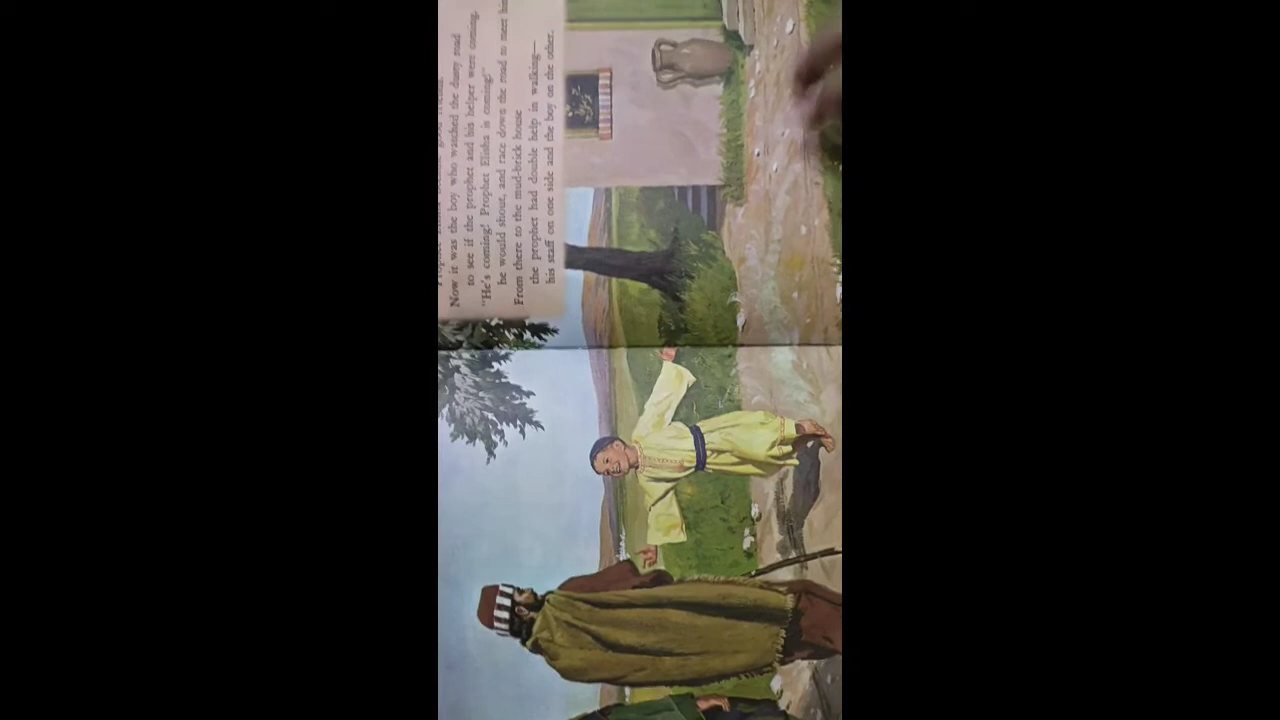 Now it was the boy who watched the dusty road
to see if the prophet and his helper were coming.
"He's coming! Prophet Elisha is coming!"
he would shout, and race down the road to meet him.
From there to the mud-brick house
the prophet had double help in walking—
his staff on one side and the boy on the other.